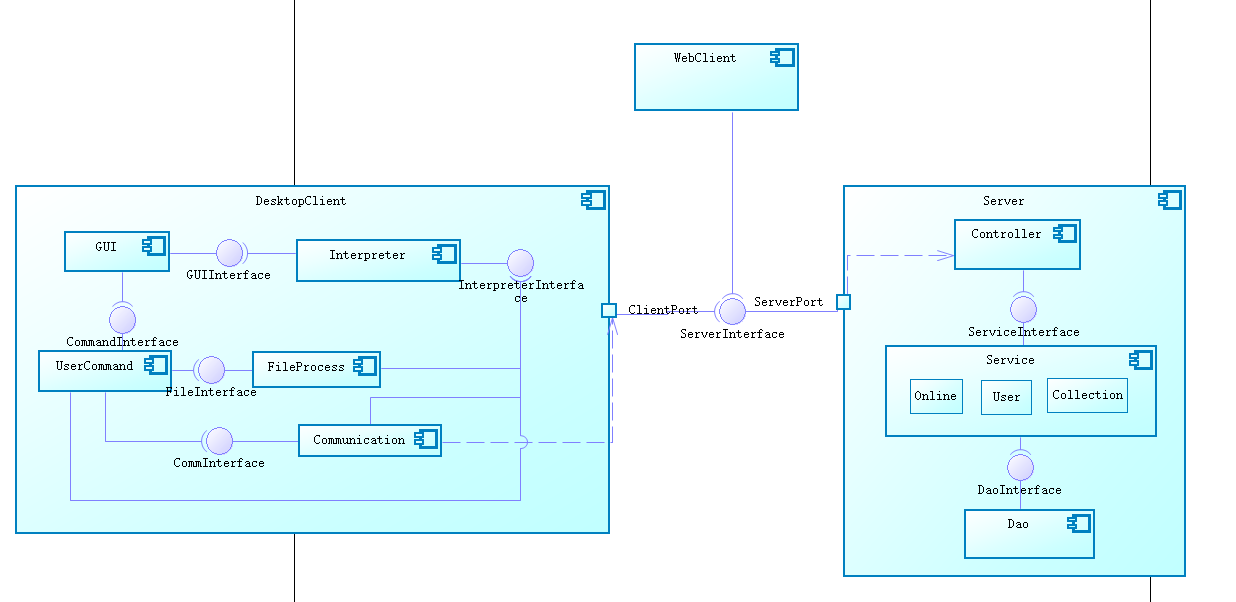 WebClient
DesktopClient
GUI
Interpreter
GUIInterface
InterpreterInterfa
ce
CommandInterface
UserCommand
FileProcess
FileInterface
Communication
CommInterface
ClientPort
ServerPort
ServerInterface
Server
Controller
ServiceInterface
Service
Online
User
Collection
DaoInterface
Dao